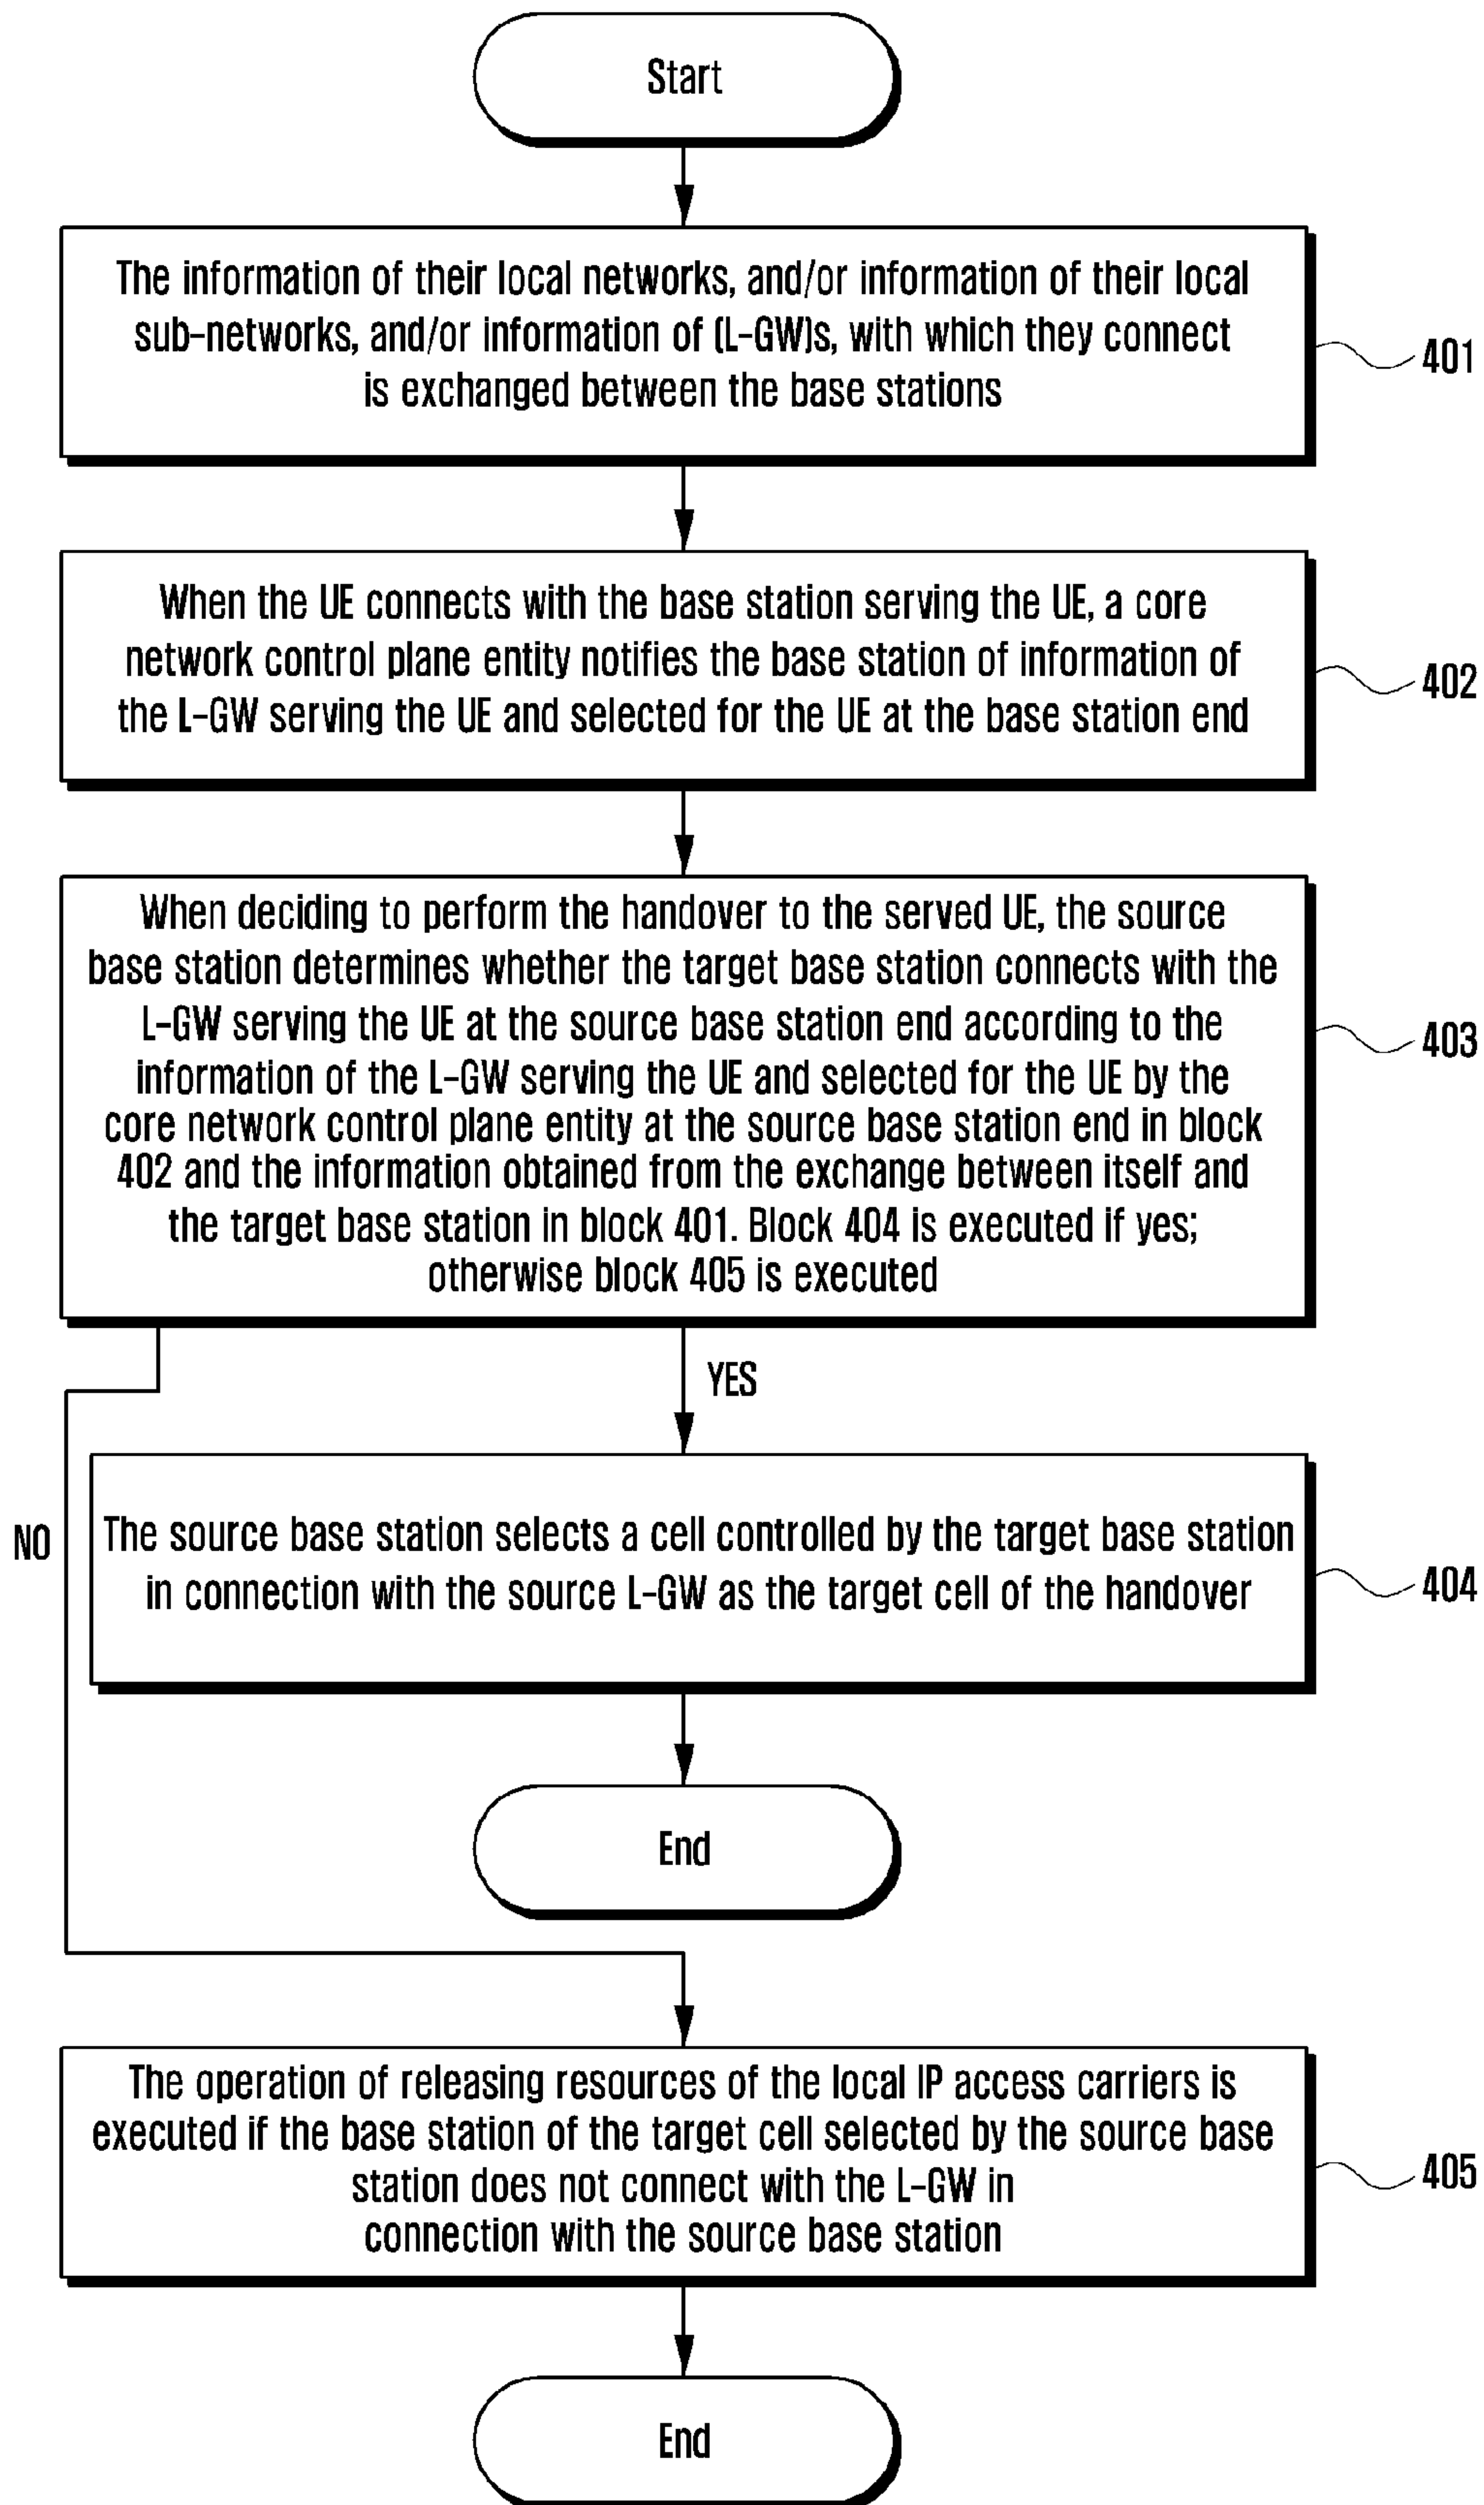 Start
The information of their local networks, and/or information of their local
sub-networks, and/or information of (L-GW)s, with which they connect
is exchanged between the base stations
401
When the UE connects with the base station serving the UE, a core
network control plane entity notifies the base station of information of
the L-GW serving the UE and selected for the UE at the base station end
402
When deciding to perform the handover to the served UE, the source
base station determines whether the target base station connects with the
L-GW serving the UE at the source base station end according to the
information of the L-GW serving the UE and selected for the UE by the
core network control plane entity at the source base station end in block
402 and the information obtained from the exchange between itself and
the target base station in block 401. Block 404 is executed if yes;
otherwise block 405 is executed
403
YES
NO
The source base station selects a cell controlled by the target base station
in connection with the source L-GW as the target cell of the handover
404
End
The operation of releasing resources of the local IP access carriers is
executed if the base station of the target cell selected by the source base
station does not connect with the L-GW in
connection with the source base station
405
End